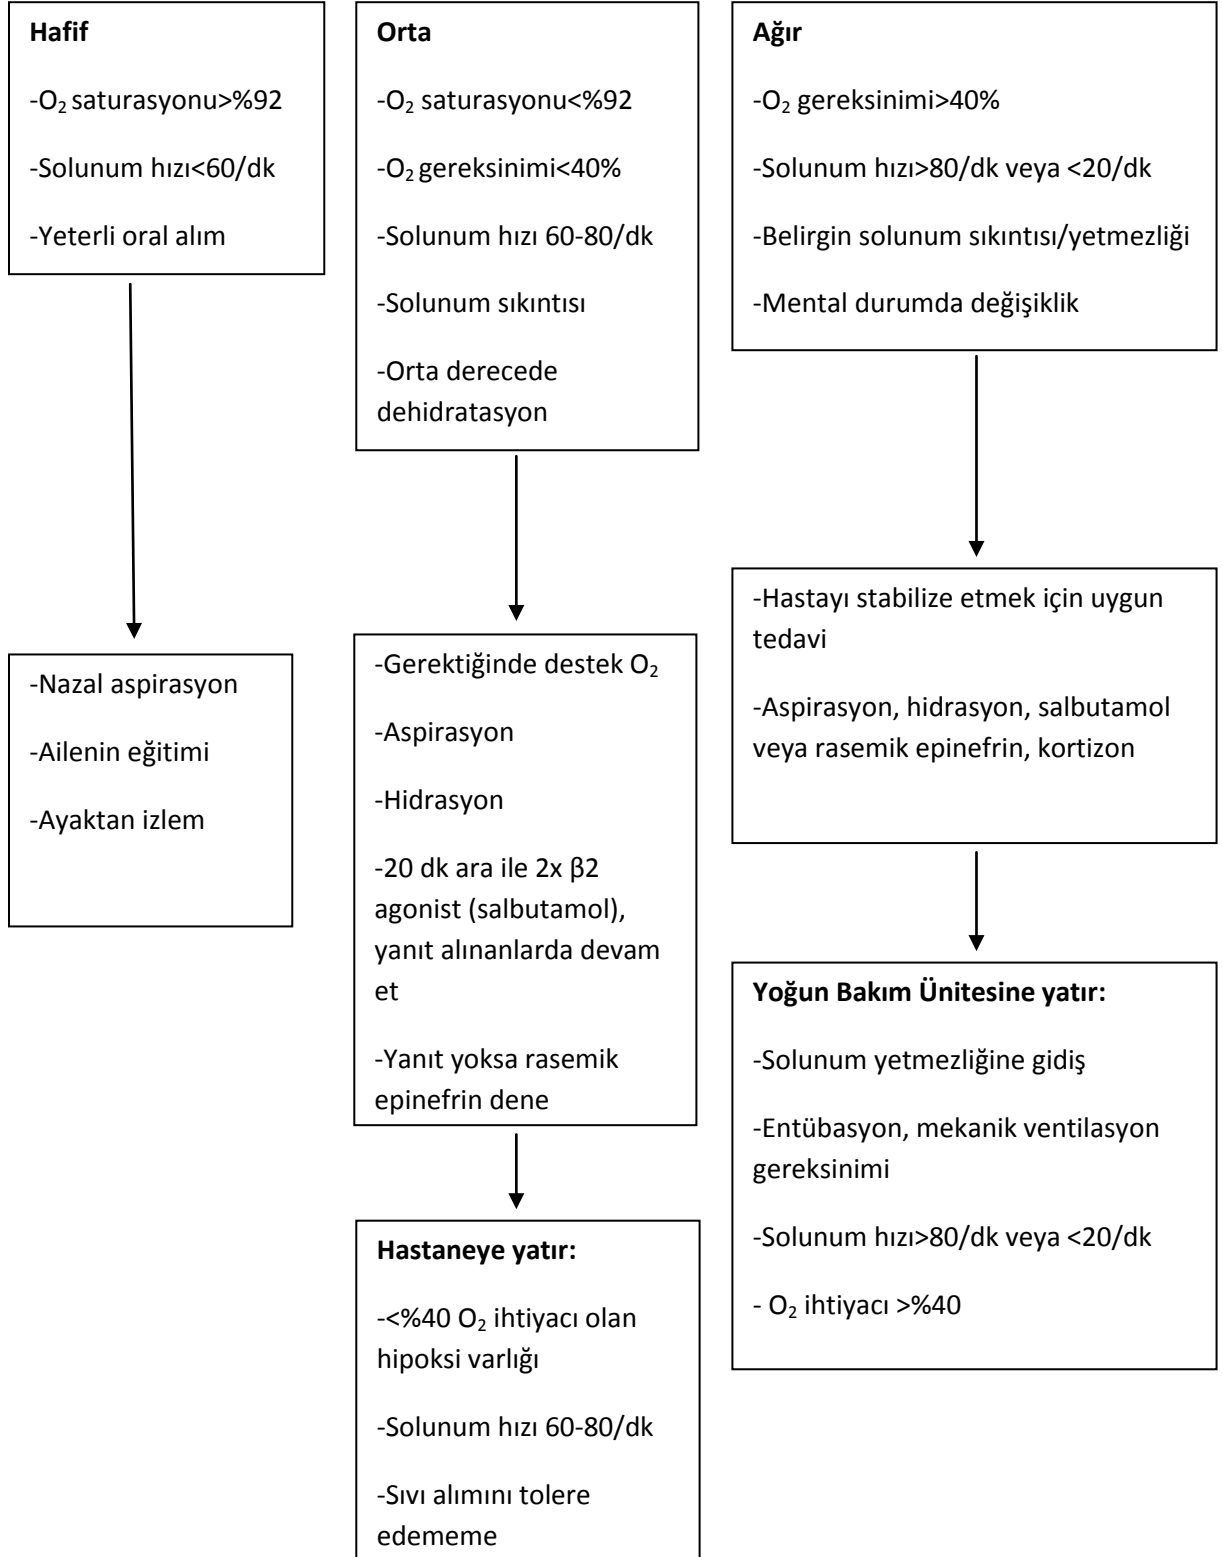 Hafif
-O₂ saturasyonu>%92
-Solunum hızı<60/dk
-Yeterli oral alım
-Nazal aspirasyon
-Ailenin eğitimi
-Ayaktan izlem
Orta
-O₂ saturasyonu<%92
-O₂ gereksinimi<40%
-Solunum hızı 60-80/dk
-Solunum sıkıntısı
-Orta derecede
dehidratasyon
-Gerektiğinde destek O₂
-Aspirasyon
-Hidrasyon
-20 dk ara ile 2x β2
agonist (salbutamol),
yanıt alınanlarda devam
et
-Yanıt yoksa rasemik
epinefrin dene
Hastaneye yatır:
-<%40 O₂ ihtiyacı olan
hipoksi varlığı
-Solunum hızı 60-80/dk
-Sıvı alımını tolere
edememe
Ağır
-O₂ gereksinimi>40%
-Solunum hızı>80/dk veya <20/dk
-Belirgin solunum sıkıntısı/yetmezliği
-Mental durumda değişiklik
-Hastayı stabilize etmek için uygun
tedavi
-Aspirasyon, hidrasyon, salbutamol
veya rasemik epinefrin, kortizon
Yoğun Bakım Ünitesine yatır:
-Solunum yetmezliğine gidiş
-Entübasyon, mekanik ventilasyon
gereksinimi
-Solunum hızı>80/dk veya <20/dk
- O₂ ihtiyacı >%40